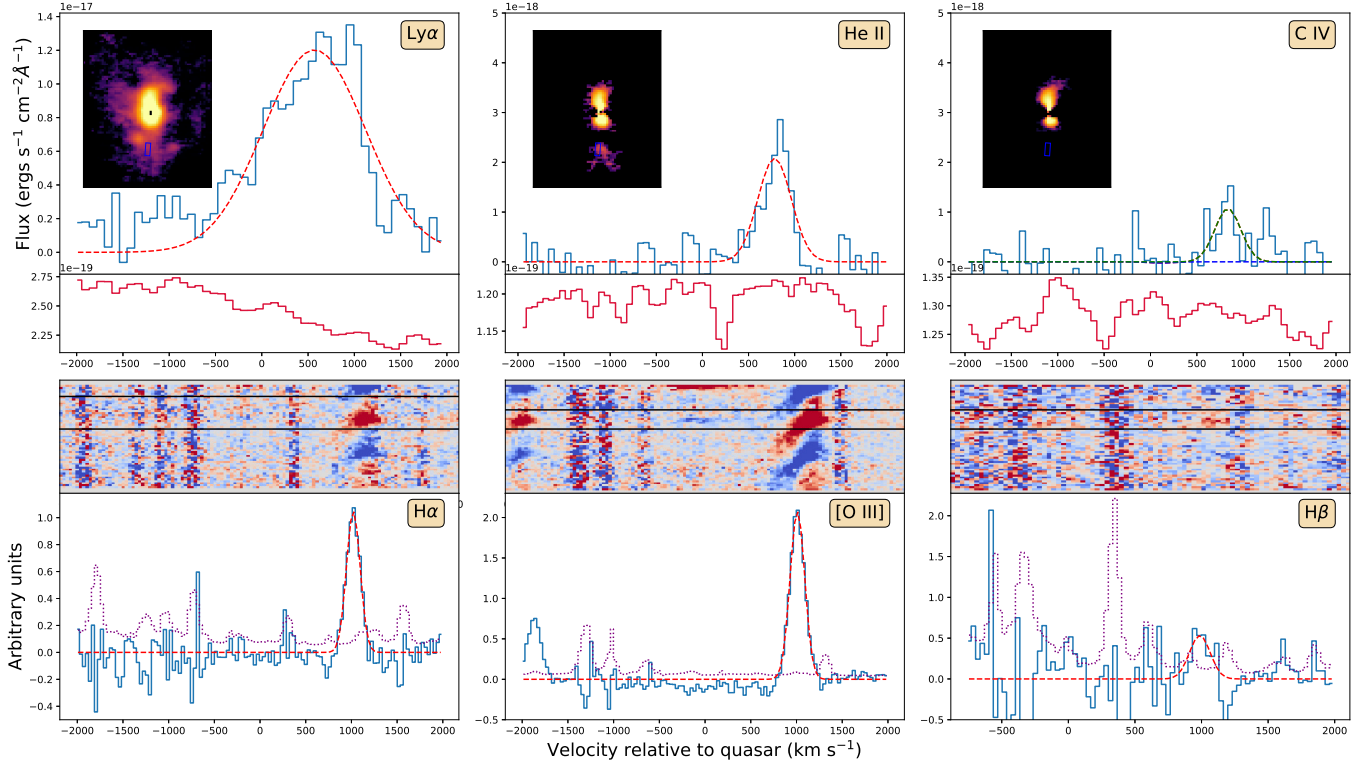 1e−17
Lyα
1.4
1.2
1.0
0.8
0.6
0.4
0.2
0.0
Flux (ergs s−1 cm−2Å−1)
1e−18
He II
5
4
3
2
1
0
1e−18
C IV
5
4
3
2
1
0
1e−19
2.75
2.50
2.25
−2000 −1500 −1000 −500 0 500 1000 1500 2000
1e−19
1.20
1.15
−2000 −1500 −1000 −500 0 500 1000 1500 2000
1e−19
1.35
1.30
1.25
−2000 −1500 −1000 −500 0 500 1000 1500 2000
Hα
1.0
0.8
0.6
0.4
0.2
0.0
−0.2
−0.4
Arbitrary units
−2000 −1500 −1000 −500 0 500 1000 1500 2000
[O III]
2.0
1.5
1.0
0.5
0.0
−0.5
−2000 −1500 −1000 −500 0 500 1000 1500 2000
Hβ
2.0
1.5
1.0
0.5
0.0
−0.5
−500 0 500 1000 1500 2000
Velocity relative to quasar (km s−1)